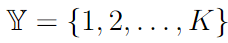 𝕐 = {1, 2, . . . , K}